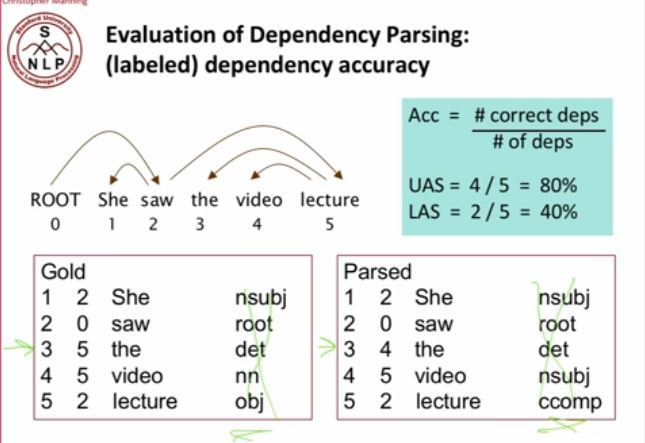 Christopher Manning
Stanford University
S
NLP
Natural Language Processing
Evaluation of Dependency Parsing:
(labeled) dependency accuracy
Acc = # correct deps
# of deps
UAS = 4 / 5 = 80%
LAS = 2 / 5 = 40%
ROOT She saw the video lecture
0 1 2 3 4 5
Gold
1 2 She nsubj
2 0 saw root
3 5 the det
4 5 video nn
5 2 lecture obj
Parsed
1 2 She nsubj
2 0 saw root
3 4 the det
4 5 video nsubj
5 2 lecture ccomp